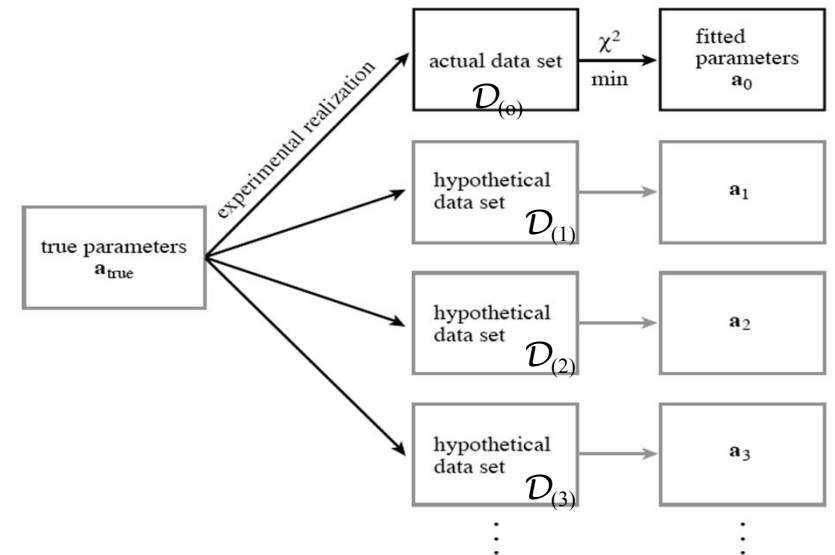 actual data set
𝒟(o)
χ²
min
fitted
parameters
a₀
experimental realization
hypothetical
data set
𝒟(1)
a₁
true parameters
a_true
hypothetical
data set
𝒟(2)
a₂
hypothetical
data set
𝒟(3)
a₃